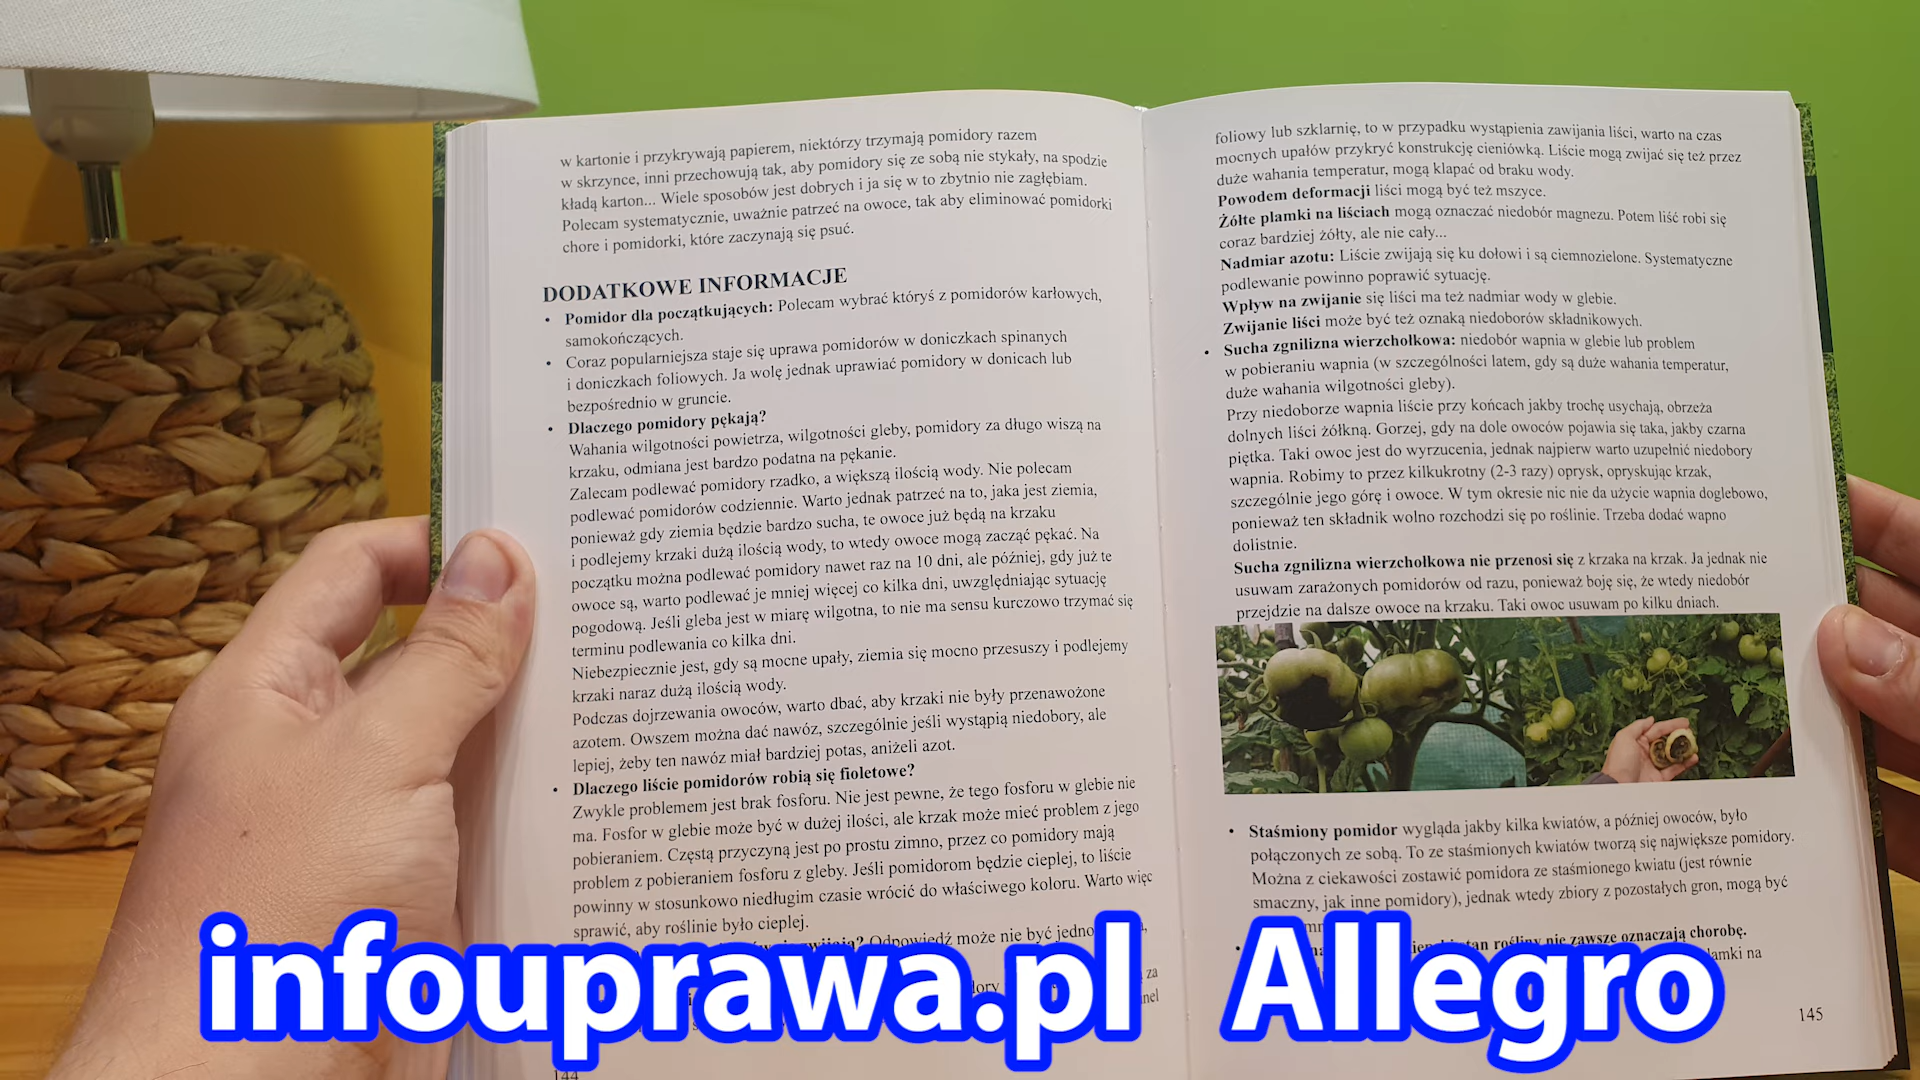 w kartonie i przykrywają papierem, niektórzy trzymają pomidory razem
w skrzynce, inni przechowują tak, aby pomidory się ze sobą nie stykały, na spodzie
kładą karton... Wiele sposobów jest dobrych i ja się w to zbytnio nie zagłębiam.
Polecam systematycznie, uważnie patrzeć na owoce, tak aby eliminować pomidorki
chore i pomidorki, które zaczynają się psuć.
DODATKOWE INFORMACJE
• Pomidor dla początkujących: Polecam wybrać któryś z pomidorów karłowych,
samokończących.
• Coraz popularniejsza staje się uprawa pomidorów w doniczkach spinanych
i doniczkach foliowych. Ja wolę jednak uprawiać pomidory w donicach lub
bezpośrednio w gruncie.
• Dlaczego pomidory pękają?
Wahania wilgotności powietrza, wilgotności gleby, pomidory za długo wiszą na
krzaku, odmiana jest bardzo podatna na pękanie.
Zalecam podlewać pomidory rzadko, a większą ilością wody. Nie polecam
podlewać pomidorów codziennie. Warto jednak patrzeć na to, jaka jest ziemia,
ponieważ gdy ziemia będzie bardzo sucha, te owoce już będą na krzaku
i podlejemy krzaki dużą ilością wody, to wtedy owoce mogą zacząć pękać. Na
początku można podlewać pomidory nawet raz na 10 dni, ale później, gdy już te
owoce są, warto podlewać je mniej więcej co kilka dni, uwzględniając sytuację
pogodową. Jeśli gleba jest w miarę wilgotna, to nie ma sensu kurczowo trzymać się
terminu podlewania co kilka dni.
Niebezpiecznie jest, gdy są mocne upały, ziemia się mocno przesuszy i podlejemy
krzaki naraz dużą ilością wody.
Podczas dojrzewania owoców, warto dbać, aby krzaki nie były przenawożone
azotem. Owszem można dać nawóz, szczególnie jeśli wystąpią niedobory, ale
lepiej, żeby ten nawóz miał bardziej potas, aniżeli azot.
• Dlaczego liście pomidorów robią się fioletowe?
Zwykle problemem jest brak fosforu. Nie jest pewne, że tego fosforu w glebie nie
ma. Fosfor w glebie może być w dużej ilości, ale krzak może mieć problem z jego
pobieraniem. Częstą przyczyną jest po prostu zimno, przez co pomidory mają
problem z pobieraniem fosforu z gleby. Jeśli pomidorom będzie cieplej, to liście
powinny w stosunkowo niedługim czasie wrócić do właściwego koloru. Warto więc
sprawić, aby roślinie było cieplej.
Odpowiedź może nie być
za
144
foliowy lub szklarnię, to w przypadku wystąpienia zawijania liści, warto na czas
mocnych upałów przykryć konstrukcję cieniówką. Liście mogą zwijać się też przez
duże wahania temperatur, mogą klapać od braku wody.
Powodem deformacji liści mogą być też mszyce.
Żółte plamki na liściach mogą oznaczać niedobór magnezu. Potem liść robi się
coraz bardziej żółty, ale nie cały...
Nadmiar azotu: Liście zwijają się ku dołowi i są ciemnozielone. Systematyczne
podlewanie powinno poprawić sytuację.
Wpływ na zwijanie się liści ma też nadmiar wody w glebie.
Zwijanie liści może być też oznaką niedoborów składnikowych.
• Sucha zgnilizna wierzchołkowa: niedobór wapnia w glebie lub problem
w pobieraniu wapnia (w szczególności latem, gdy są duże wahania temperatur,
duże wahania wilgotności gleby).
Przy niedoborze wapnia liście przy końcach jakby trochę usychają, obrzeża
dolnych liści żółkną. Gorzej, gdy na dole owoców pojawia się taka, jakby czarna
piętka. Taki owoc jest do wyrzucenia, jednak najpierw warto uzupełnić niedobory
wapnia. Robimy to przez kilkukrotny (2-3 razy) oprysk, opryskując krzak,
szczególnie jego górę i owoce. W tym okresie nic nie da użycie wapnia doglebowo,
ponieważ ten składnik wolno rozchodzi się po roślinie. Trzeba dodać wapno
dolistnie.
Sucha zgnilizna wierzchołkowa nie przenosi się z krzaka na krzak. Ja jednak nie
usuwam zarażonych pomidorów od razu, ponieważ boję się, że wtedy niedobór
przejdzie na dalsze owoce na krzaku. Taki owoc usuwam po kilku dniach.
• Staśmiony pomidor wygląda jakby kilka kwiatów, a później owoców, było
połączonych ze sobą. To ze staśmionych kwiatów tworzą się największe pomidory.
Można z ciekawości zostawić pomidora ze staśmionego kwiatu (jest równie
smaczny, jak inne pomidory), jednak wtedy zbiory z pozostałych gron, mogą być
rośliny nie zawsze oznaczają chorobę.
na
145
infouprawa.pl Allegro